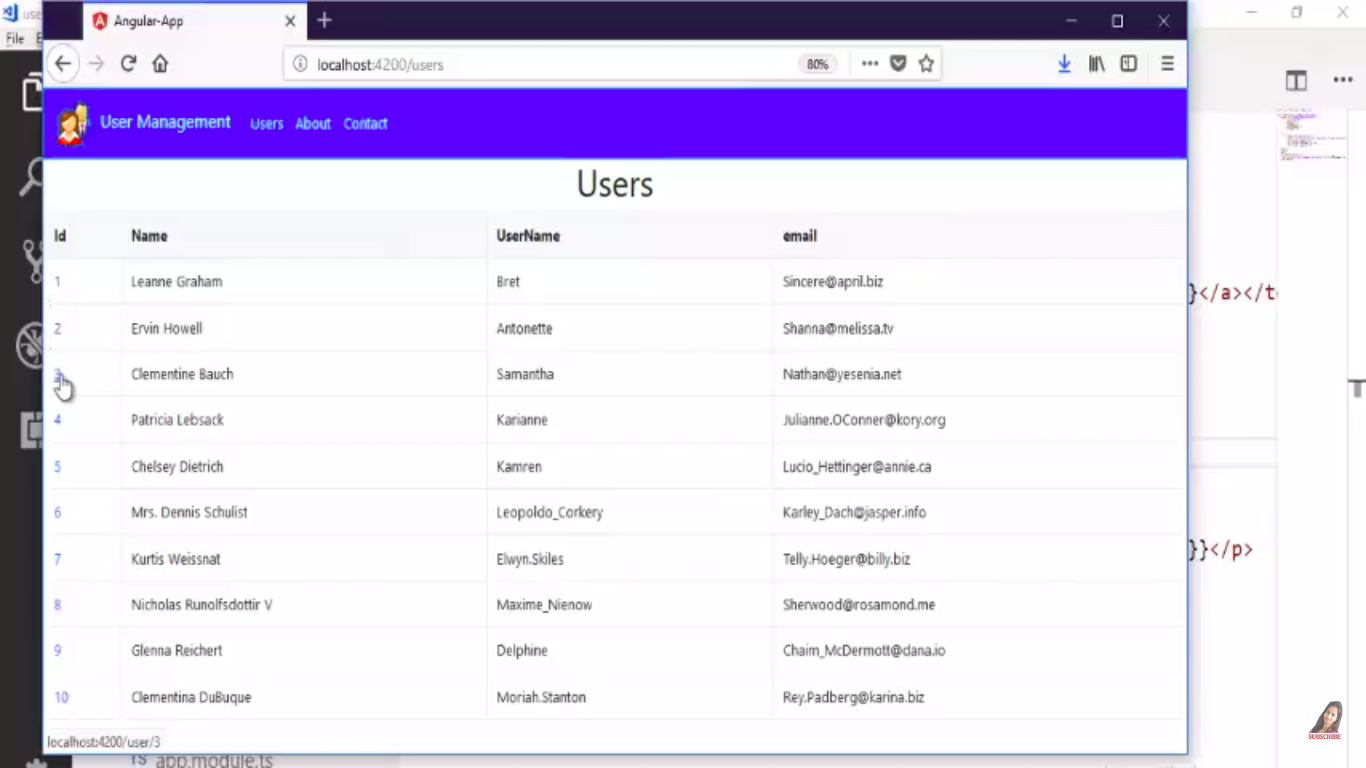 use
Angular-App
File E
localhost:4200/users 80%
User Management Users About Contact
Users
Id Name UserName email
1 Leanne Graham Bret Sincere@april.biz
}</a></t
2 Ervin Howell Antonette Shanna@melissa.tv
3 Clementine Bauch Samantha Nathan@yesenia.net
4 Patricia Lebsack Karianne Julianne.OConner@kory.org
5 Chelsey Dietrich Kamren Lucio_Hettinger@annie.ca
6 Mrs. Dennis Schulist Leopoldo_Corkery Karley_Dach@jasper.info
}}</p>
7 Kurtis Weissnat Elwyn.Skiles Telly.Hoeger@billy.biz
8 Nicholas Runolfsdottir V Maxime_Nienow Sherwood@rosamond.me
9 Glenna Reichert Delphine Chaim_McDermott@dana.io
10 Clementina DuBuque Moriah.Stanton Rey.Padberg@karina.biz
SUBSCRIBE
localhost:4200/user/3
TS app.module.ts